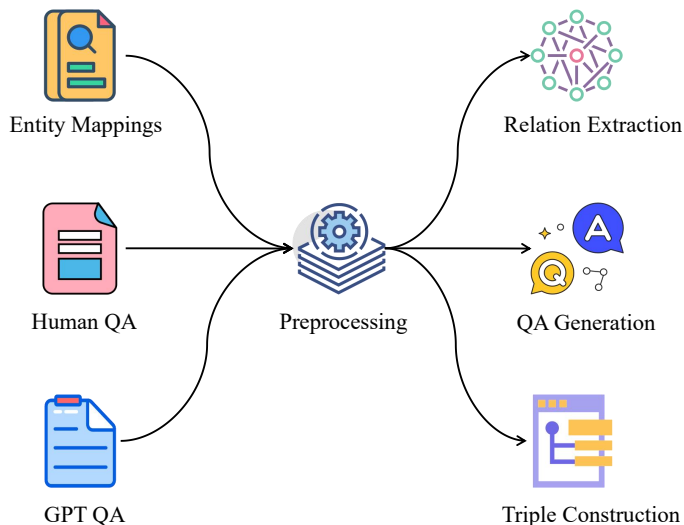 Entity Mappings
Relation Extraction
A
Q
Human QA
Preprocessing
QA Generation
GPT QA
Triple Construction